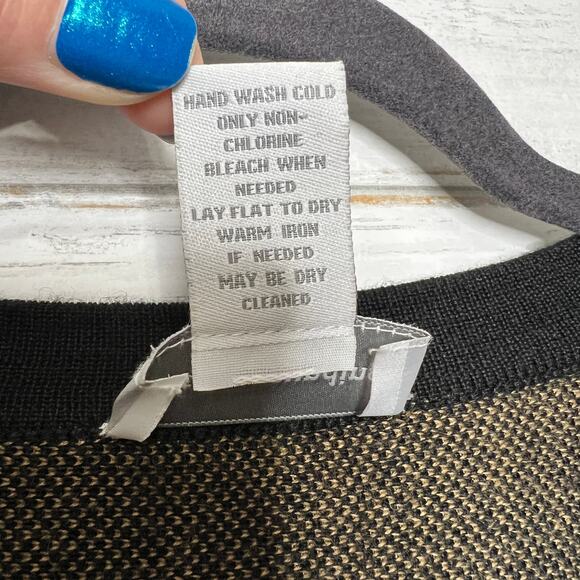 HAND WASH COLD
ONLY NON-
CHLORINE
BLEACH WHEN
NEEDED
LAY FLAT TO DRY
WARM IRON
IF NEEDED
MAY BE DRY
CLEANED